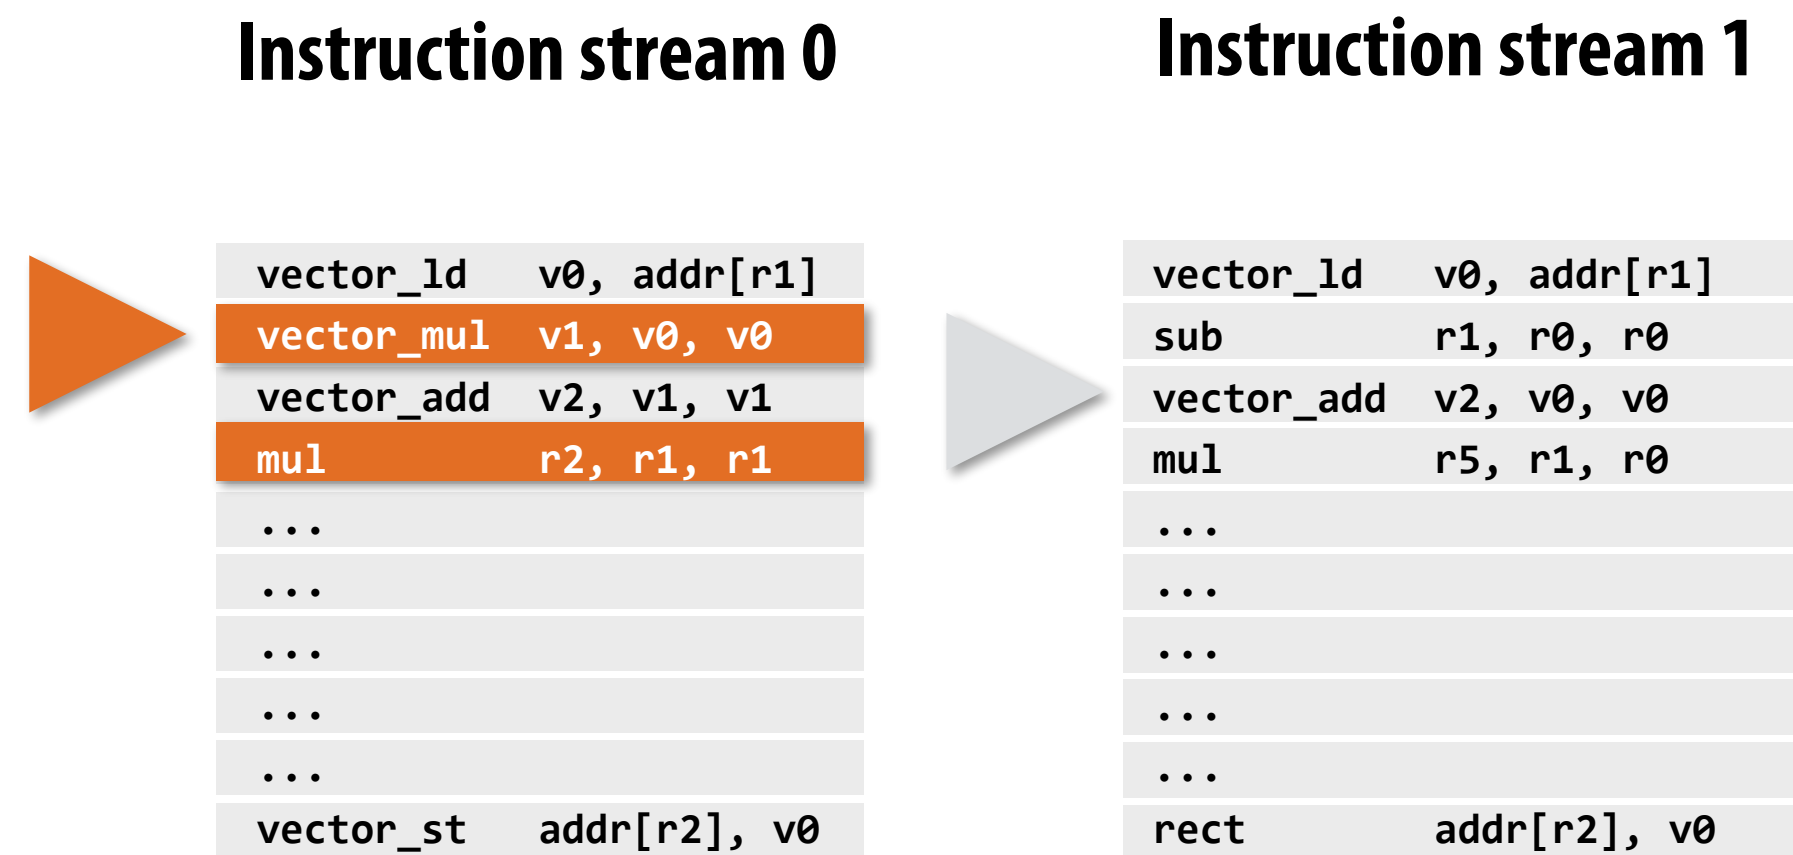 Instruction stream 0
vector_ld v0, addr[r1]
vector_mul v1, v0, v0
vector_add v2, v1, v1
mul r2, r1, r1
...
...
...
...
...
vector_st addr[r2], v0
Instruction stream 1
vector_ld v0, addr[r1]
sub r1, r0, r0
vector_add v2, v0, v0
mul r5, r1, r0
...
...
...
...
...
rect addr[r2], v0